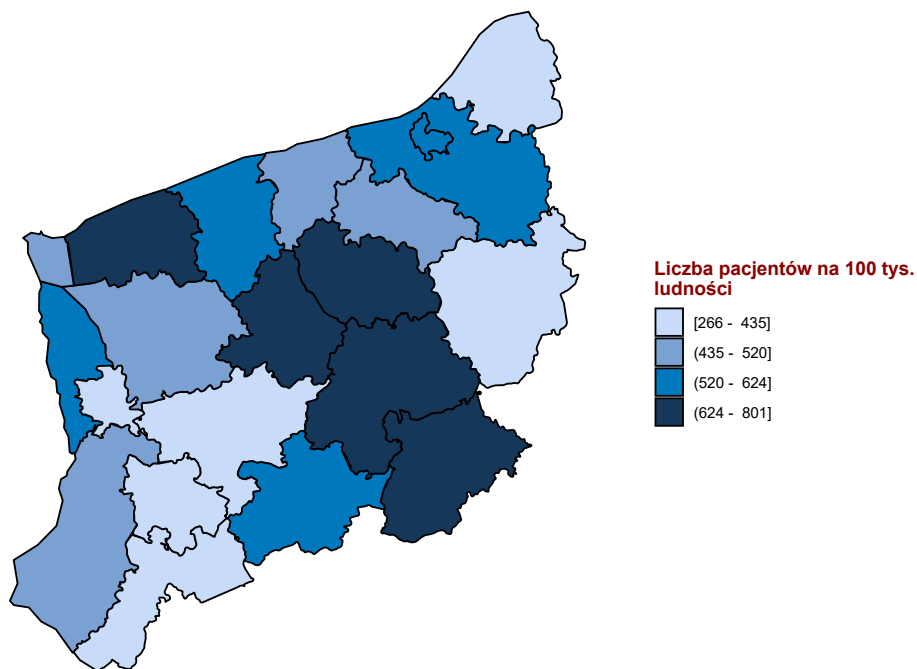 Liczba pacjentów na 100 tys.
ludności
[266 - 435]
(435 - 520]
(520 - 624]
(624 - 801]